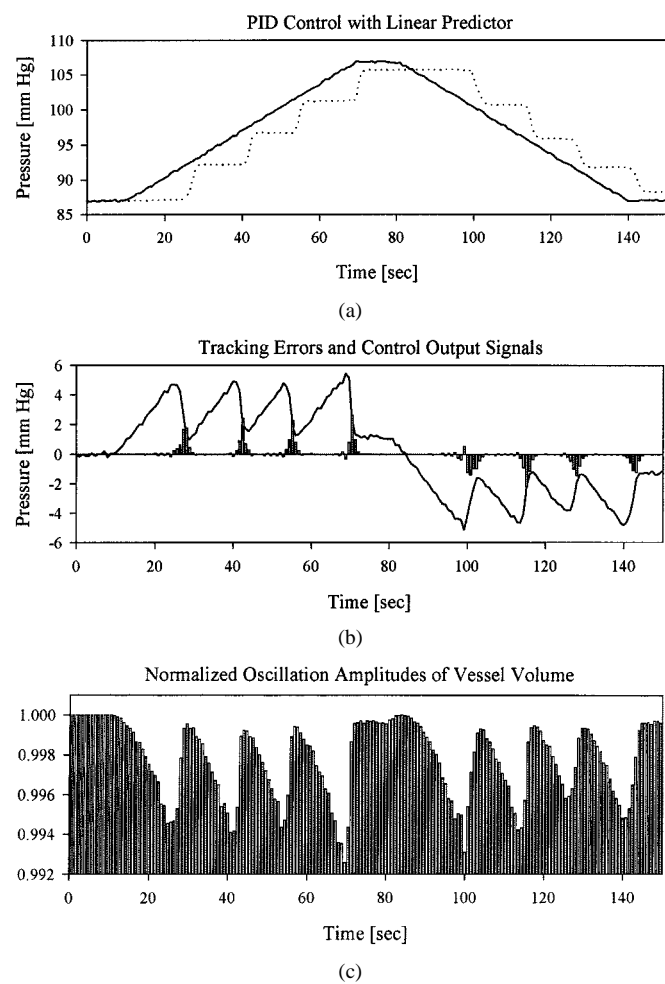 PID Control with Linear Predictor
110
105
100
95
90
85
Pressure [mm Hg]
0 20 40 60 80 100 120 140
Time [sec]
(a)
Tracking Errors and Control Output Signals
6
4
2
0
-2
-4
-6
Pressure [mm Hg]
0 20 40 60 80 100 120 140
Time [sec]
(b)
Normalized Oscillation Amplitudes of Vessel Volume
1.000
0.998
0.996
0.994
0.992
0 20 40 60 80 100 120 140
Time [sec]
(c)